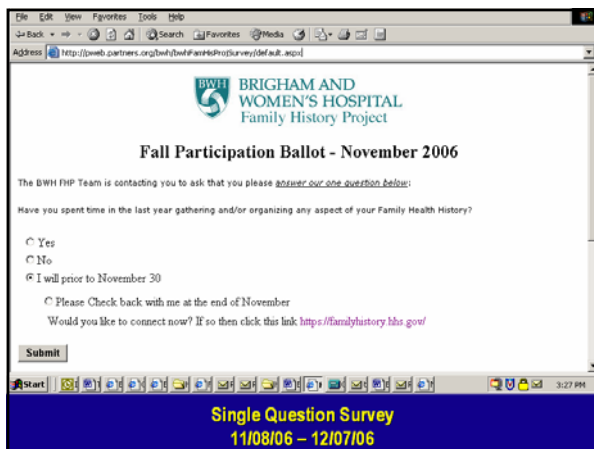 File Edit View Favorites Tools Help
Back Search Favorites Media
Address http://pweb.partners.org/bwh/bwhFamHisProjSurvey/default.aspx
BWH
BRIGHAM AND
WOMEN'S HOSPITAL
Family History Project
Fall Participation Ballot - November 2006
The BWH FHP Team is contacting you to ask that you please answer our one question below:
Have you spent time in the last year gathering and/or organizing any aspect of your Family Health History?
Yes
No
I will prior to November 30
Please Check back with me at the end of November
Would you like to connect now? If so then click this link https://familyhistory.hhs.gov/
Submit
Start 3:27 PM
Single Question Survey
11/08/06 – 12/07/06